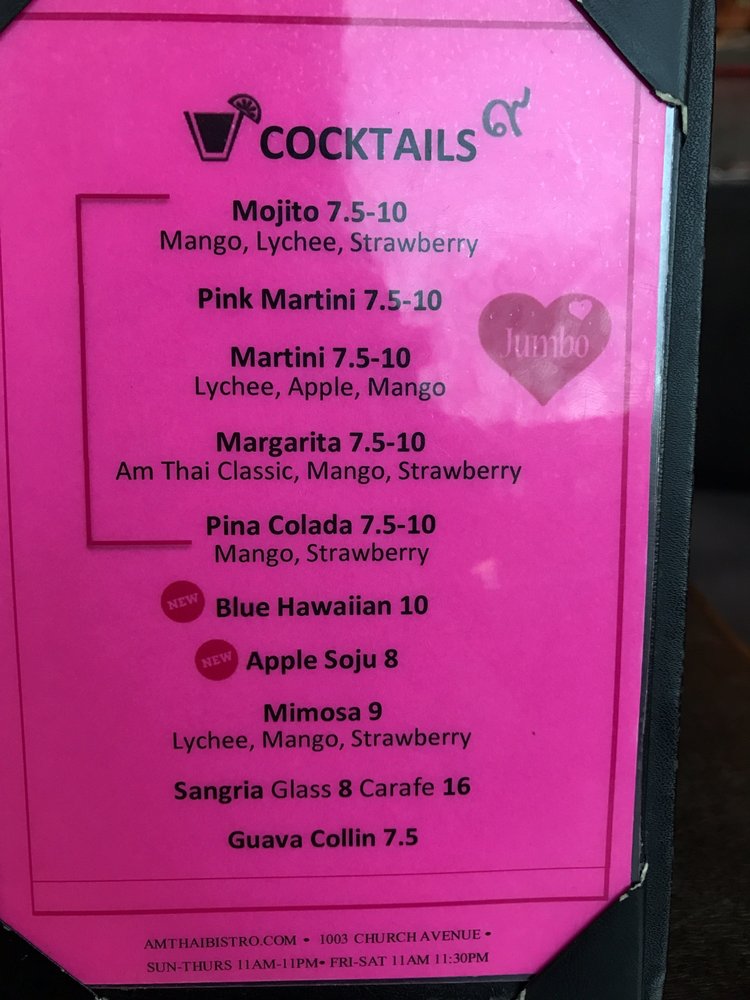 COCKTAILS ๙
Mojito 7.5-10
Mango, Lychee, Strawberry
Pink Martini 7.5-10
Jumbo
Martini 7.5-10
Lychee, Apple, Mango
Margarita 7.5-10
Am Thai Classic, Mango, Strawberry
Pina Colada 7.5-10
Mango, Strawberry
NEW Blue Hawaiian 10
NEW Apple Soju 8
Mimosa 9
Lychee, Mango, Strawberry
Sangria Glass 8 Carafe 16
Guava Collin 7.5
AMTHAIBISTRO.COM • 1003 CHURCH AVENUE •
SUN-THURS 11AM-11PM• FRI-SAT 11AM 11:30PM